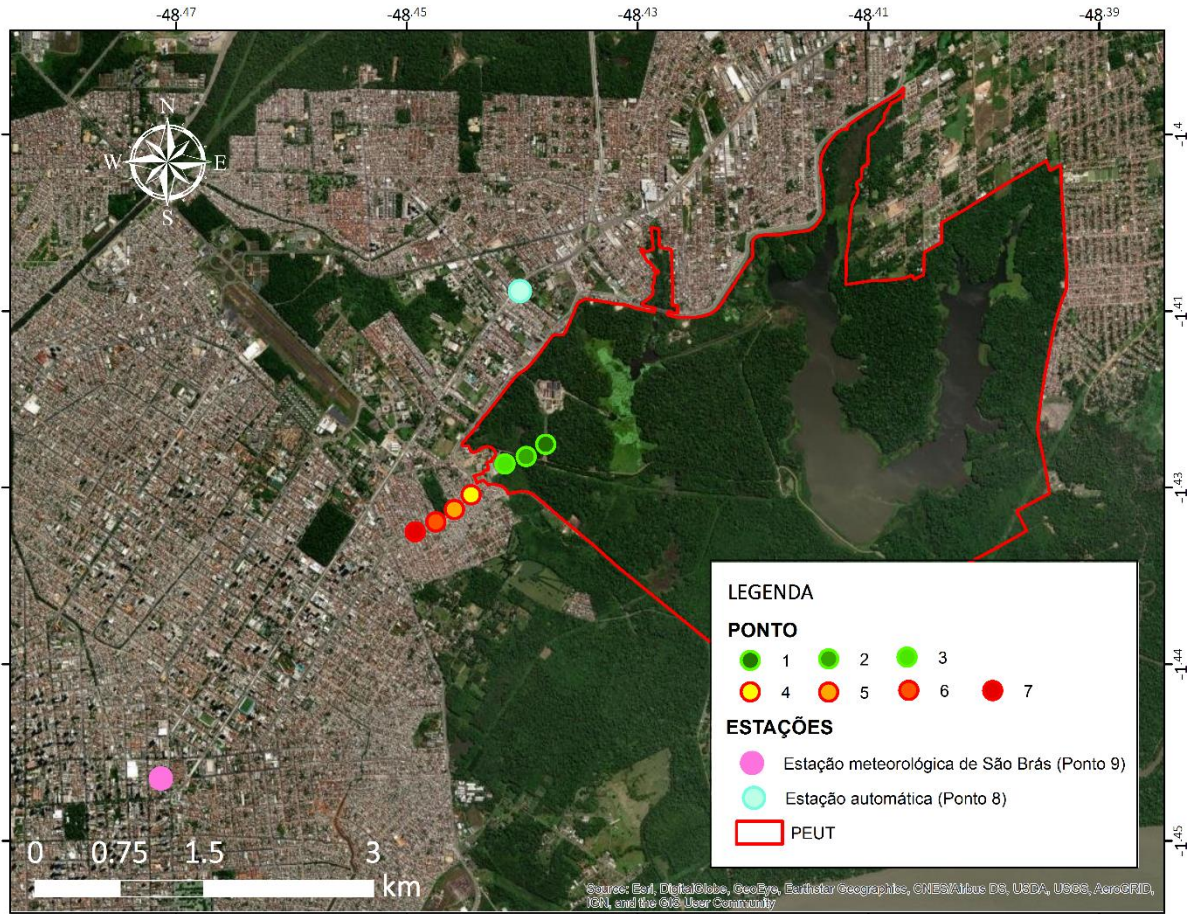 -48.47 -48.45 -48.43 -48.41 -48.39
-1.4
-1.41
-1.43
-1.44
-1.45
N
W E
S
LEGENDA
PONTO
1 2 3
4 5 6 7
ESTAÇÕES
Estação meteorológica de São Brás (Ponto 9)
Estação automática (Ponto 8)
PEUT
0 0.75 1.5 3
km
Source: Esri, DigitalGlobe, GeoEye, Earthstar Geographics, CNES/Airbus DS, USDA, USGS, AeroGRID,
IGN, and the GIS User Community